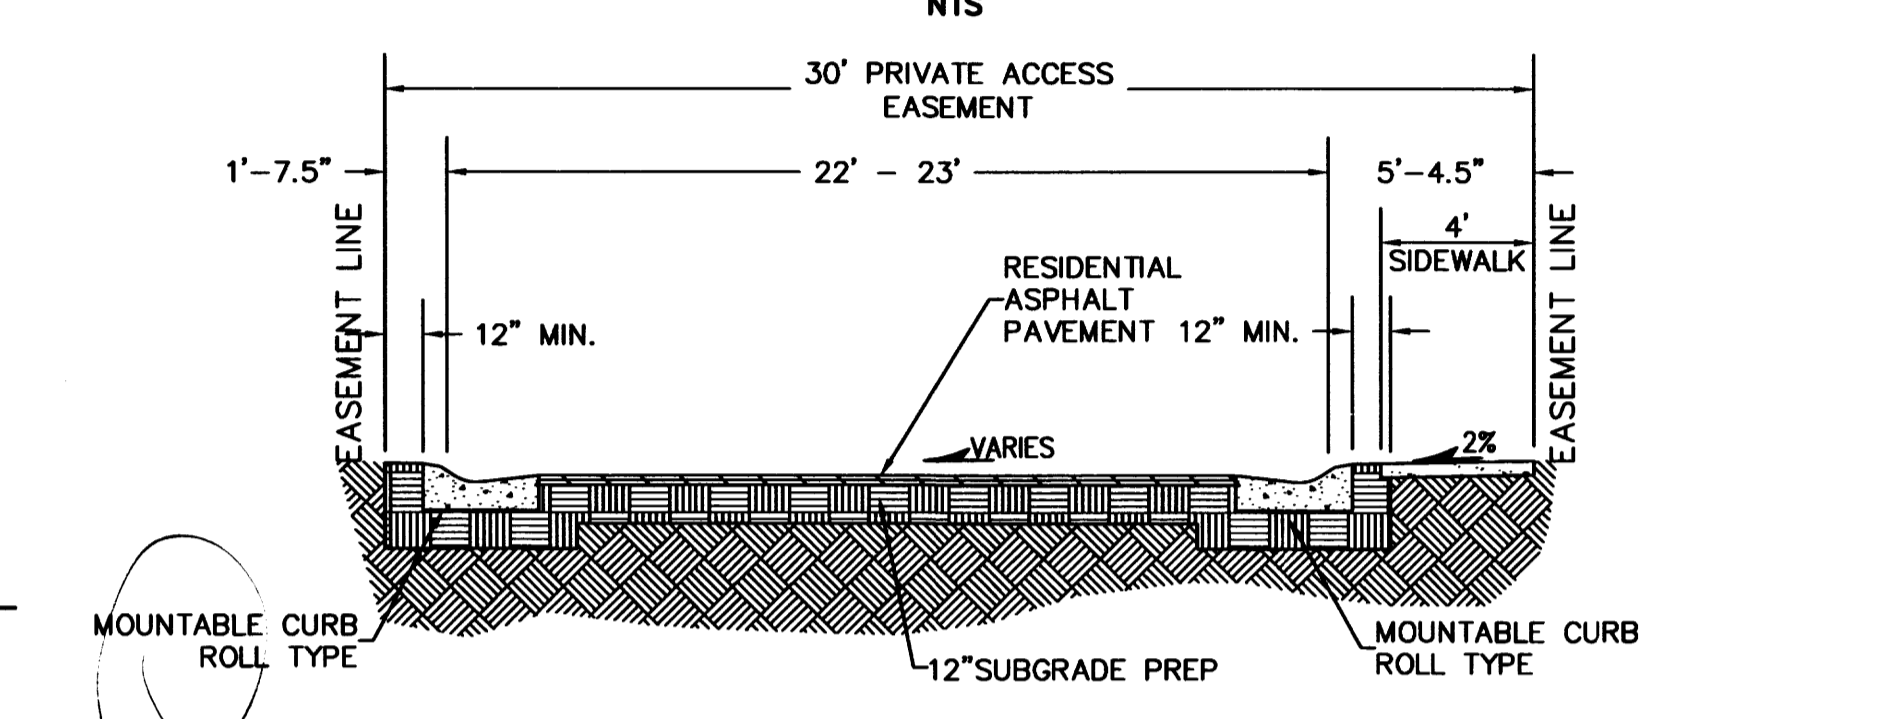 NTS
30' PRIVATE ACCESS
EASEMENT
1'-7.5"
22' - 23'
5'-4.5"
4'
SIDEWALK
EASEMENT LINE
EASEMENT LINE
RESIDENTIAL
ASPHALT
PAVEMENT
12" MIN.
12" MIN.
VARIES
2%
MOUNTABLE CURB
ROLL TYPE
12"SUBGRADE PREP
MOUNTABLE CURB
ROLL TYPE